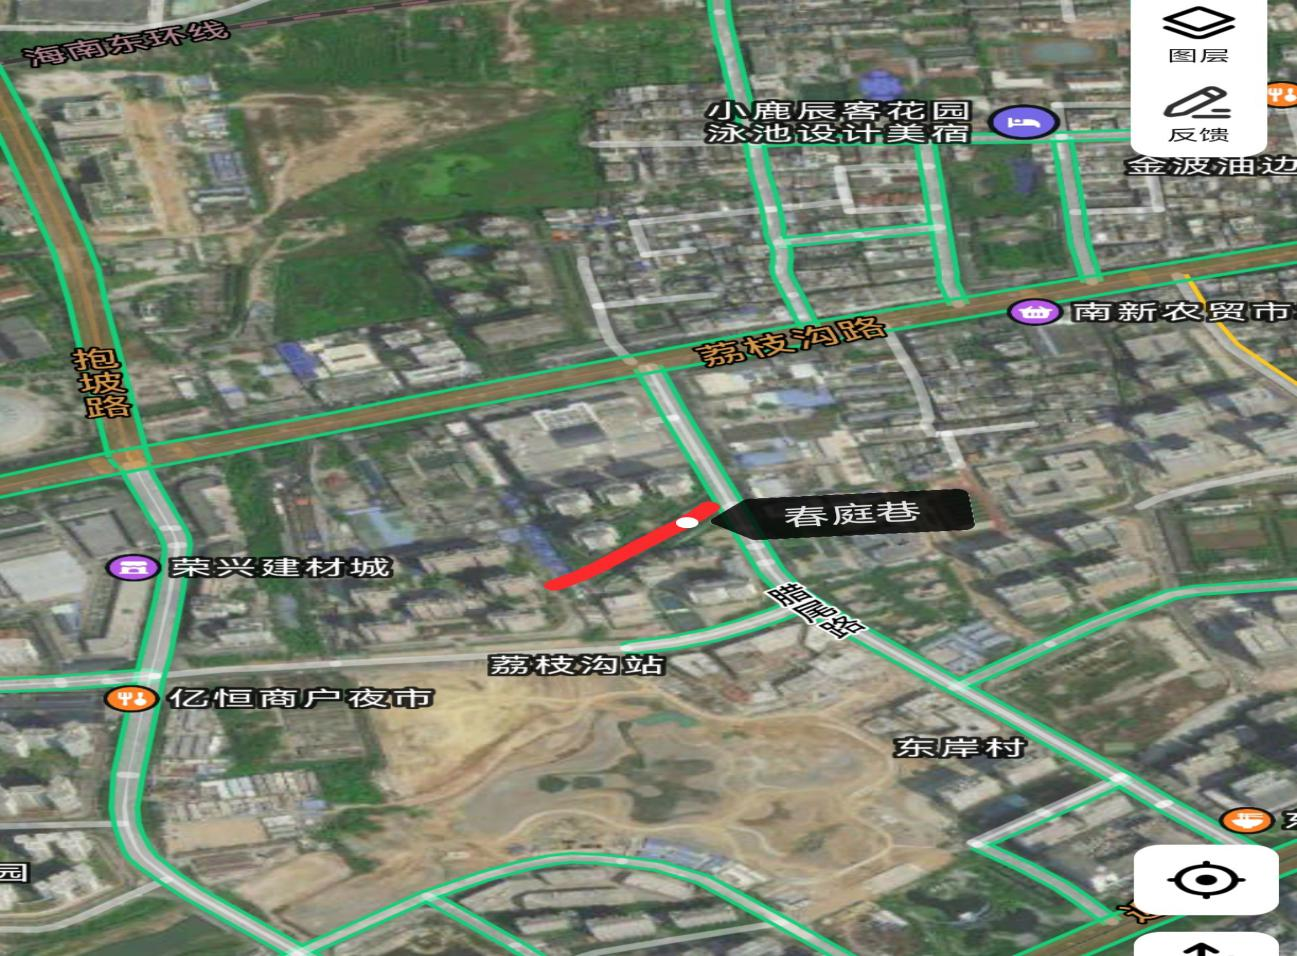 海南东环线
图层
反馈
小鹿辰客花园
泳池设计美宿
金波油边
南新农贸市
荔枝沟路
抱坡路
春庭巷
荣兴建材城
腊尾路
荔枝沟站
亿恒商户夜市
东岸村
园